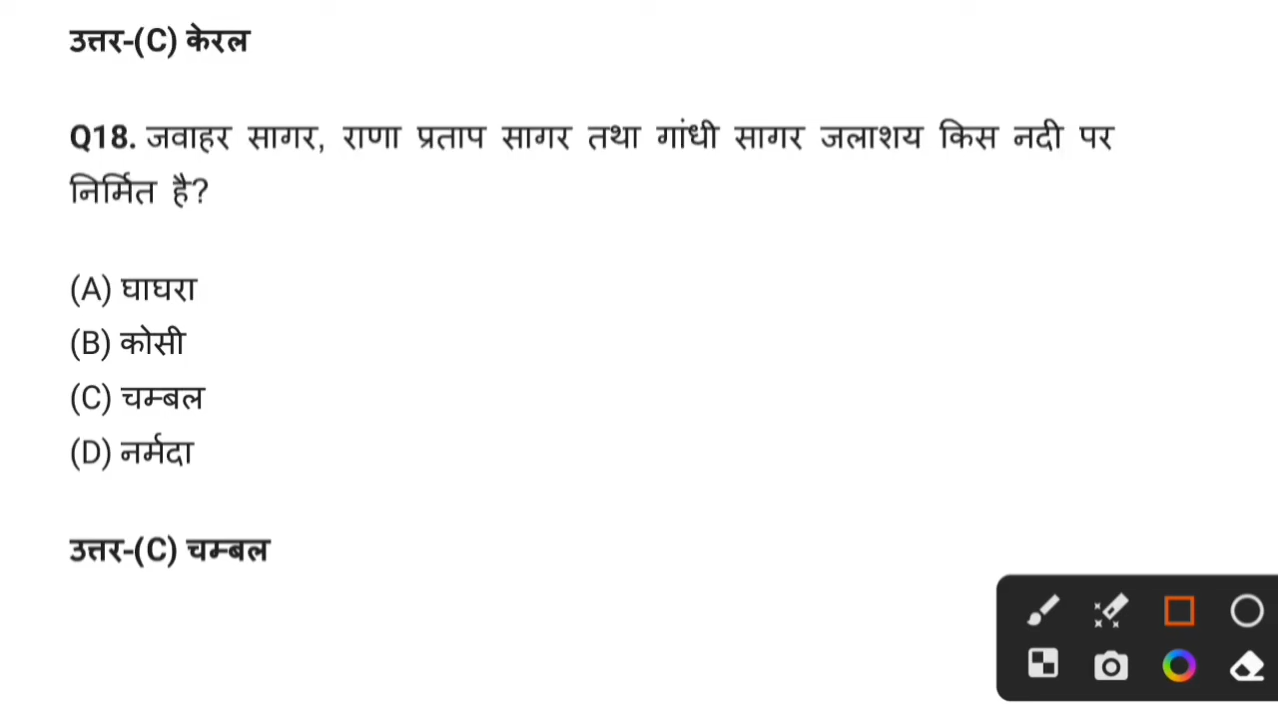 उत्तर-(C) केरल
Q18. जवाहर सागर, राणा प्रताप सागर तथा गांधी सागर जलाशय किस नदी पर
निर्मित है?
(A) घाघरा
(B) कोसी
(C) चम्बल
(D) नर्मदा
उत्तर-(C) चम्बल